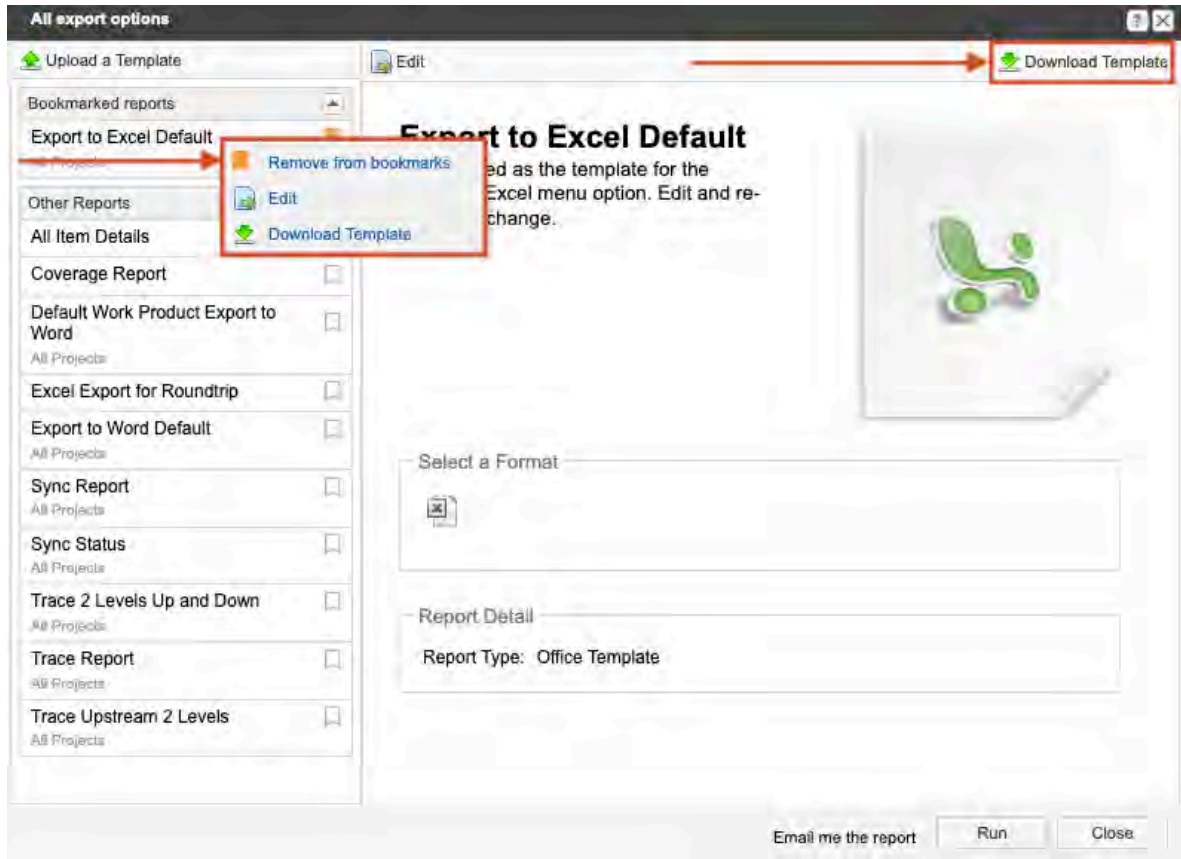 All export options
?
Upload a Template
Edit
Download Template
Bookmarked reports
Export to Excel Default
Projects
Remove from bookmarks
Edit
Download Template
Other Reports
All Item Details
Coverage Report
Default Work Product Export to
Word
All Projects
Excel Export for Roundtrip
Export to Word Default
All Projects
Sync Report
All Projects
Sync Status
All Projects
Trace 2 Levels Up and Down
All Projects
Trace Report
All Projects
Trace Upstream 2 Levels
All Projects
Export to Excel Default
ed as the template for the
Excel menu option. Edit and re-
change.
Select a Format
Report Detail
Report Type: Office Template
Email me the report
Run
Close